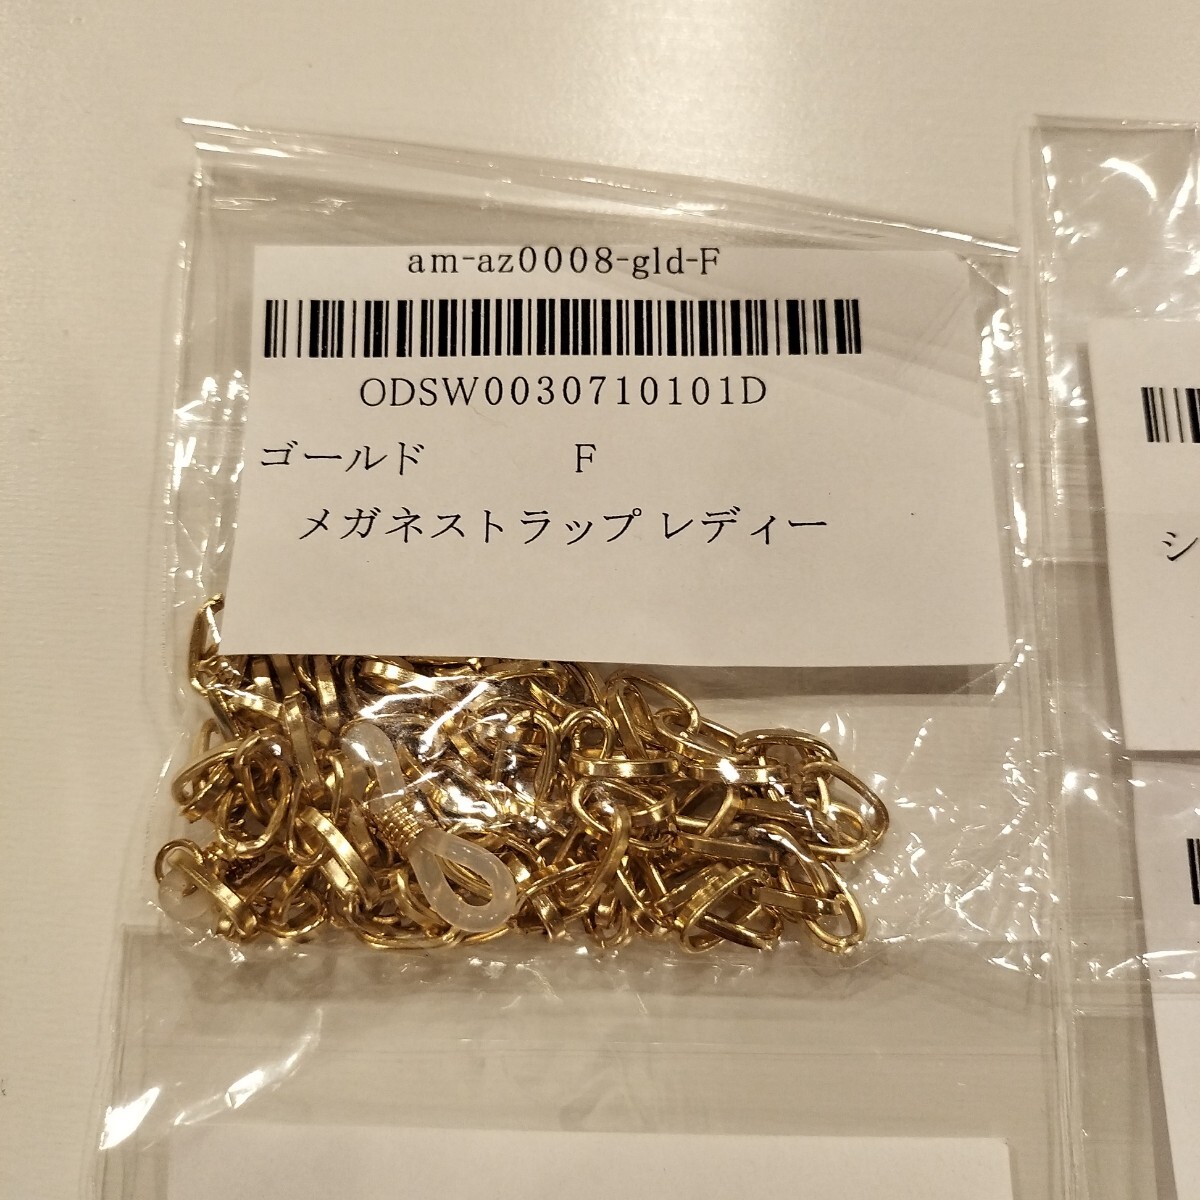 am-az0008-gld-F
ODSW0030710101D
ゴールド F
メガネストラップ レディー
シ